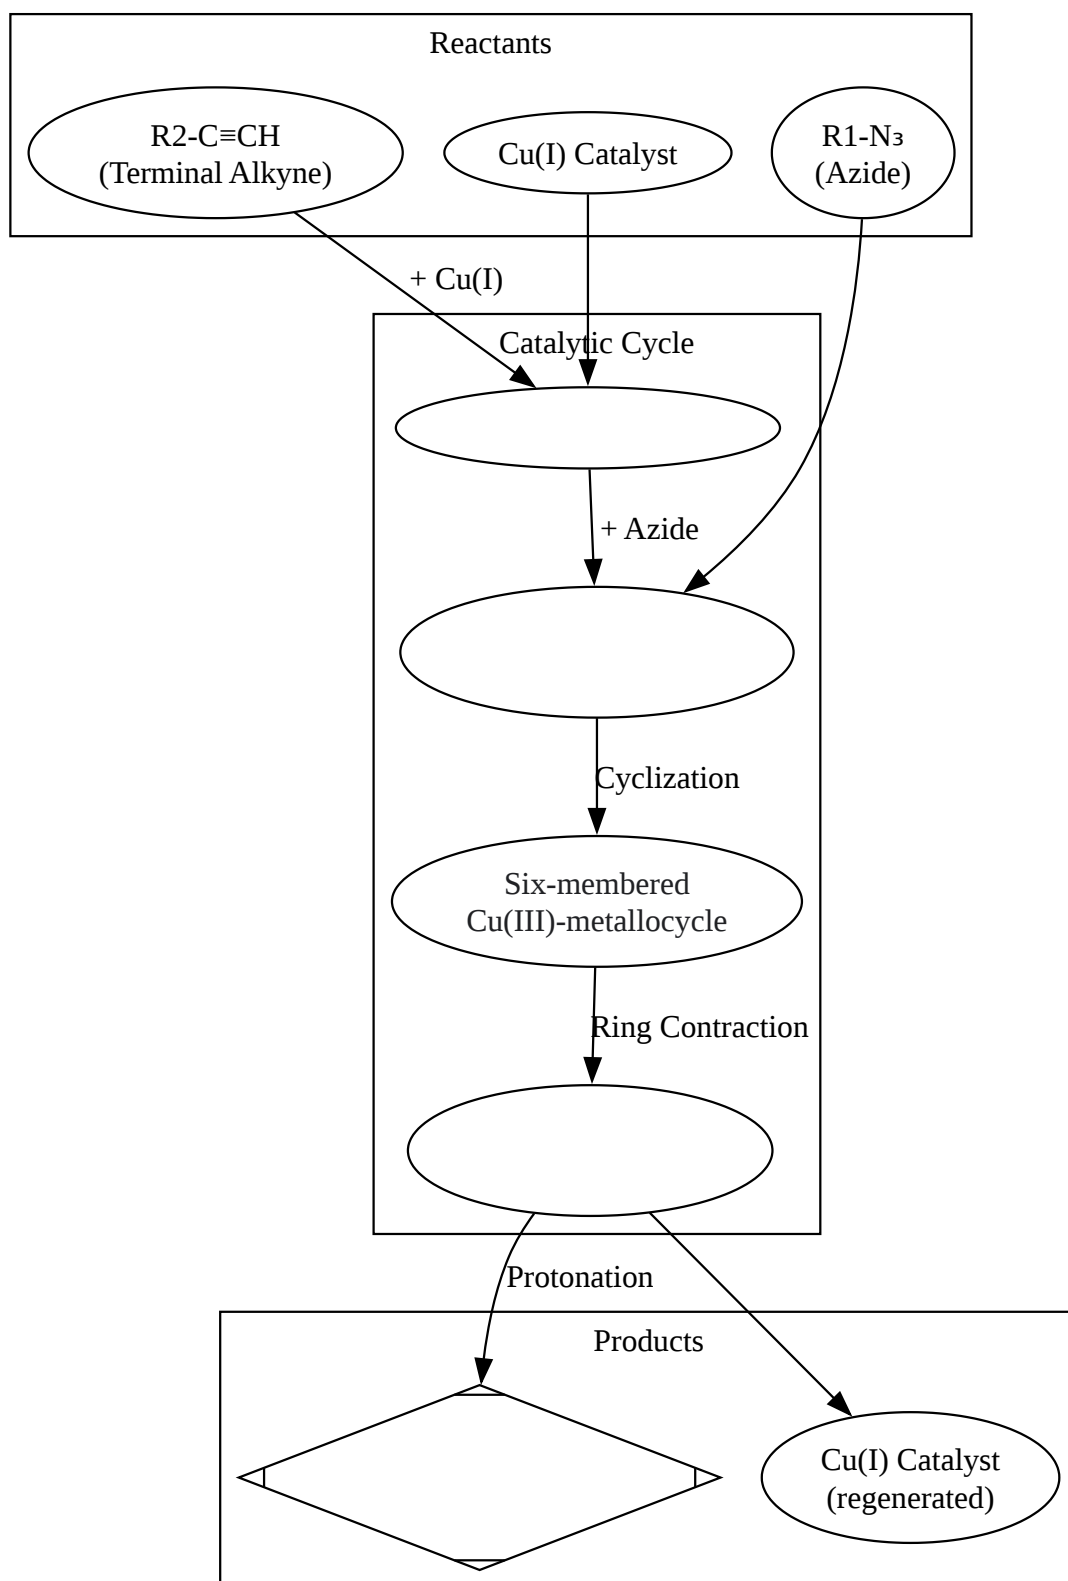 Reactants
R2-C≡CH
(Terminal Alkyne)
Cu(I) Catalyst
R1-N₃
(Azide)
+ Cu(I)
Catalytic Cycle
+ Azide
Cyclization
Six-membered
Cu(III)-metallocycle
Ring Contraction
Protonation
Products
Cu(I) Catalyst
(regenerated)